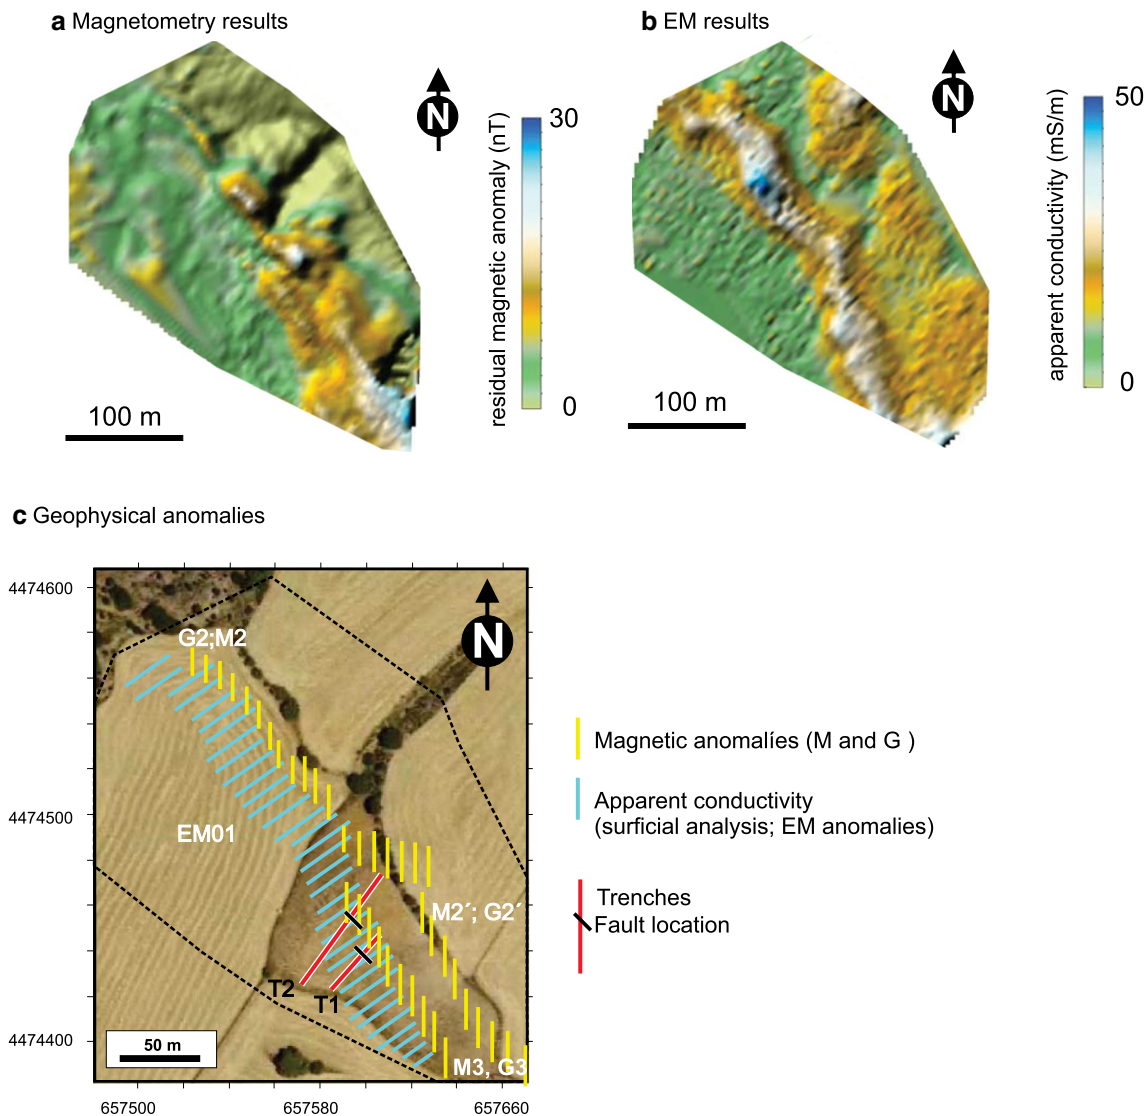 a Magnetometry results
N
residual magnetic anomaly (nT)
30
0
100 m
b EM results
N
apparent conductivity (mS/m)
50
0
100 m
c Geophysical anomalies
4474600
4474500
4474400
657500
657580
657660
N
G2;M2
EM01
M2´; G2´
T2
T1
M3, G3
50 m
Magnetic anomalíes (M and G )
Apparent conductivity
(surficial analysis; EM anomalies)
Trenches
Fault location